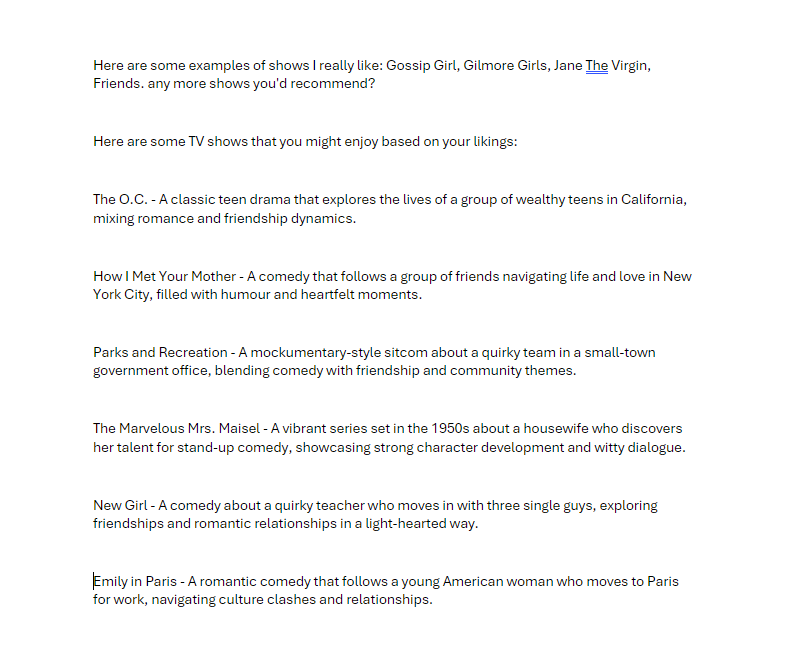 Here are some examples of shows I really like: Gossip Girl, Gilmore Girls, Jane The Virgin,
Friends. any more shows you'd recommend?
Here are some TV shows that you might enjoy based on your likings:
The O.C. - A classic teen drama that explores the lives of a group of wealthy teens in California,
mixing romance and friendship dynamics.
How I Met Your Mother - A comedy that follows a group of friends navigating life and love in New
York City, filled with humour and heartfelt moments.
Parks and Recreation - A mockumentary-style sitcom about a quirky team in a small-town
government office, blending comedy with friendship and community themes.
The Marvelous Mrs. Maisel - A vibrant series set in the 1950s about a housewife who discovers
her talent for stand-up comedy, showcasing strong character development and witty dialogue.
New Girl - A comedy about a quirky teacher who moves in with three single guys, exploring
friendships and romantic relationships in a light-hearted way.
Emily in Paris - A romantic comedy that follows a young American woman who moves to Paris
for work, navigating culture clashes and relationships.